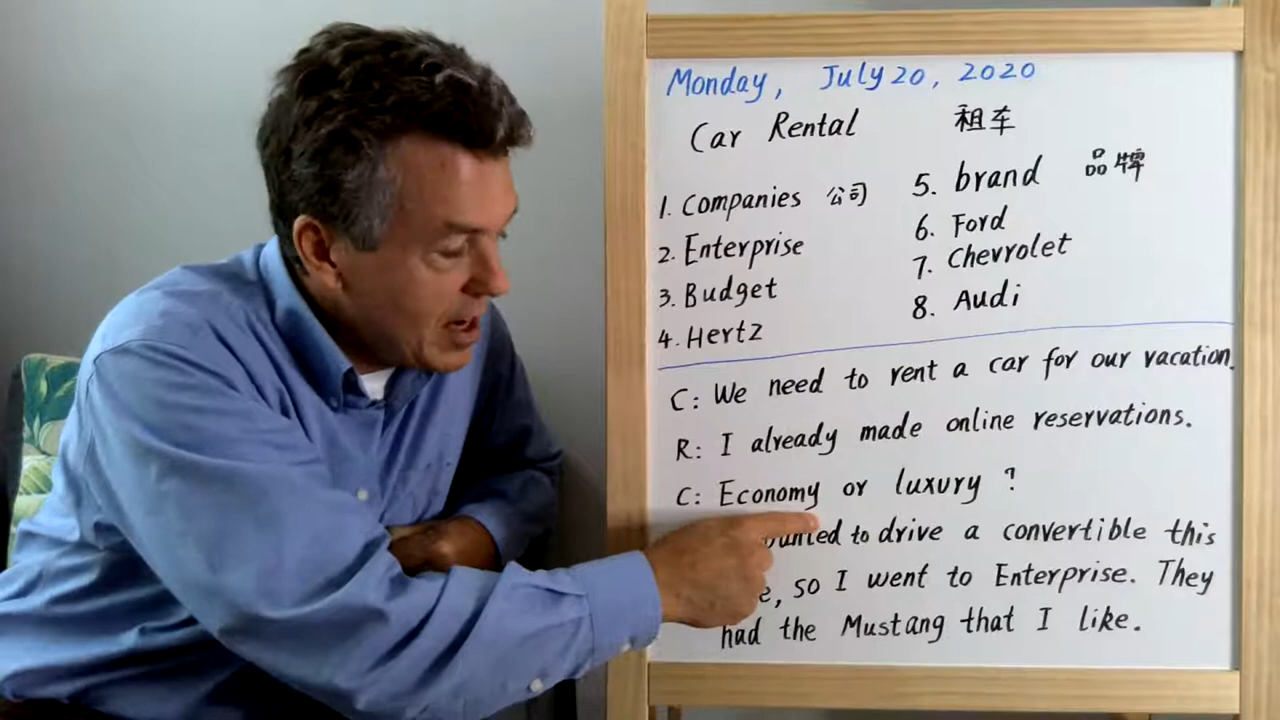 Monday, July 20, 2020
Car Rental 租车
1. Companies 公司
2. Enterprise
3. Budget
4. Hertz
5. brand 品牌
6. Ford
7. Chevrolet
8. Audi
C: We need to rent a car for our vacation.
R: I already made online reservations.
C: Economy or luxury ?
to drive a convertible this
, so I went to Enterprise. They
had the Mustang that I like.